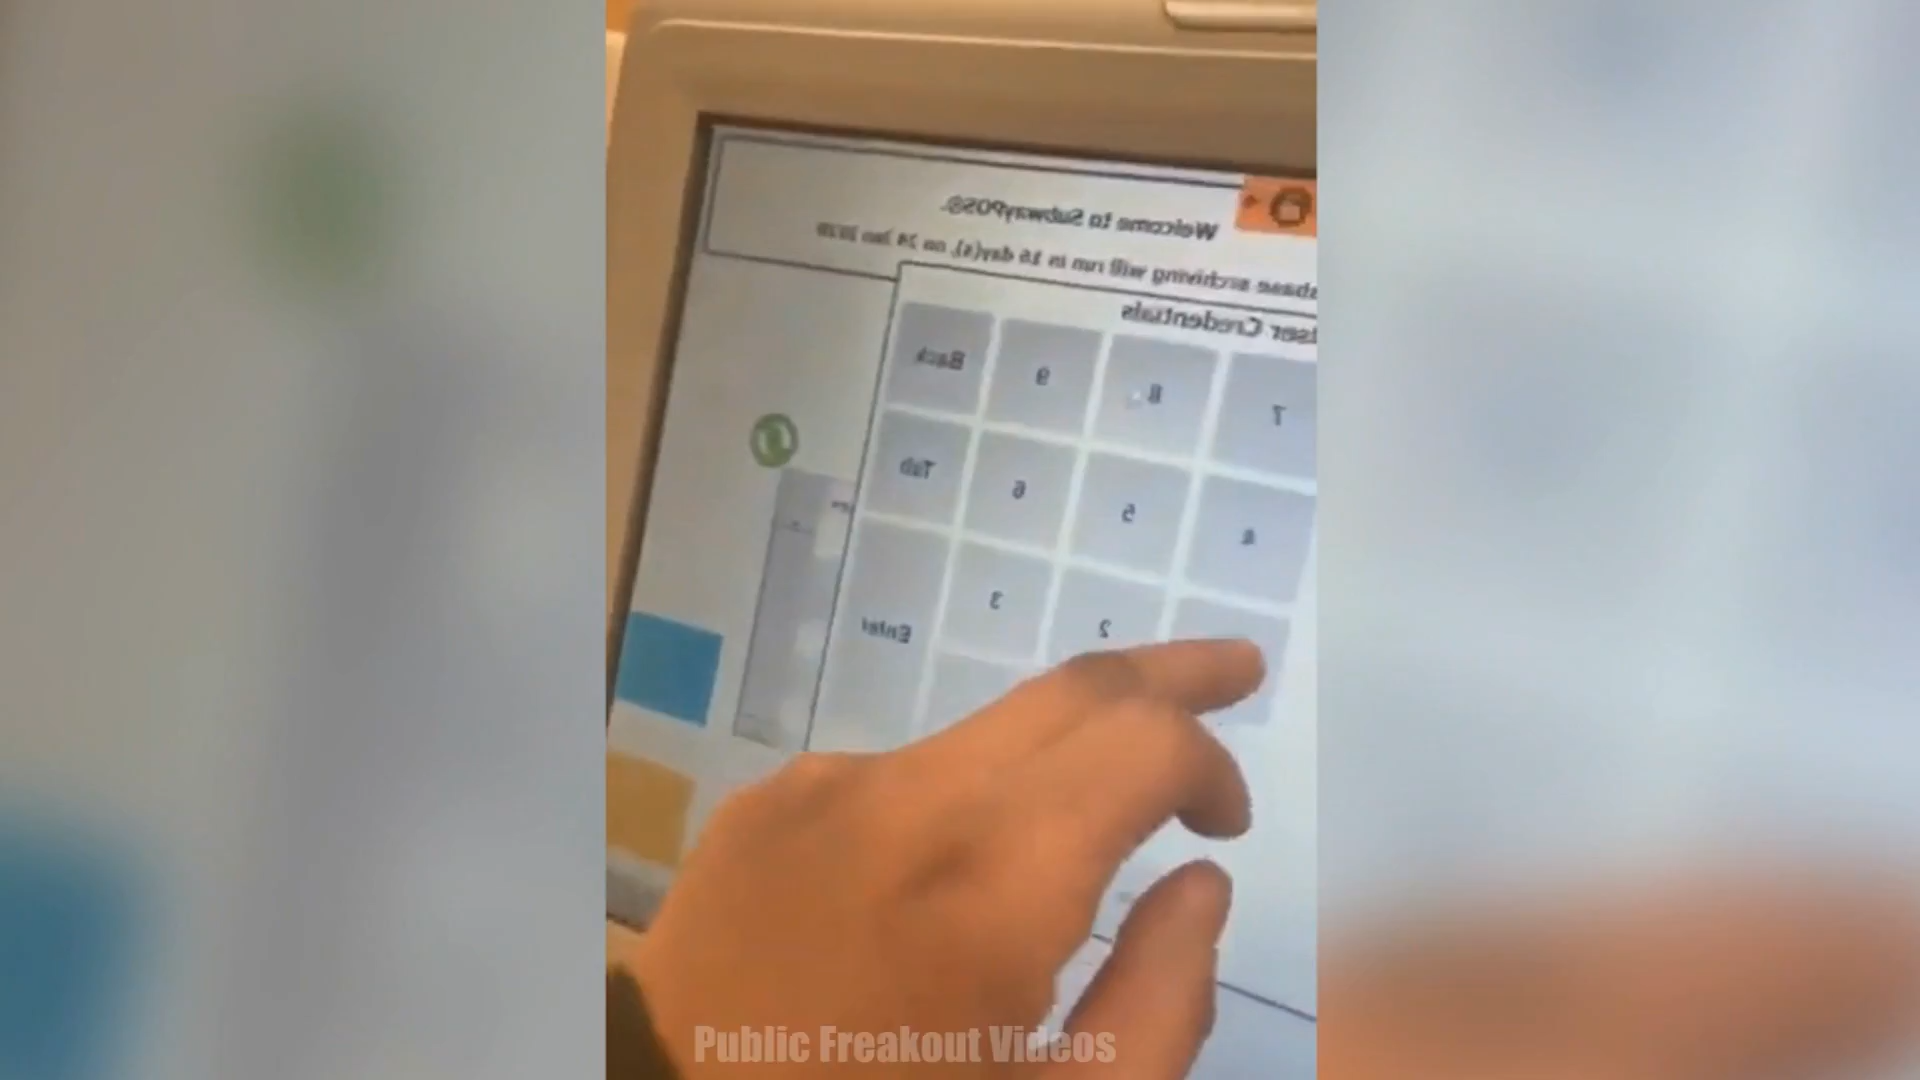 Welcome to SubwayPOS®.
base archiving will run in 15 day(s), on 24 Jan 2020
User Credentials
7 8 9 Back
4 5 6 Tab
2 3 Enter
Public Freakout Videos